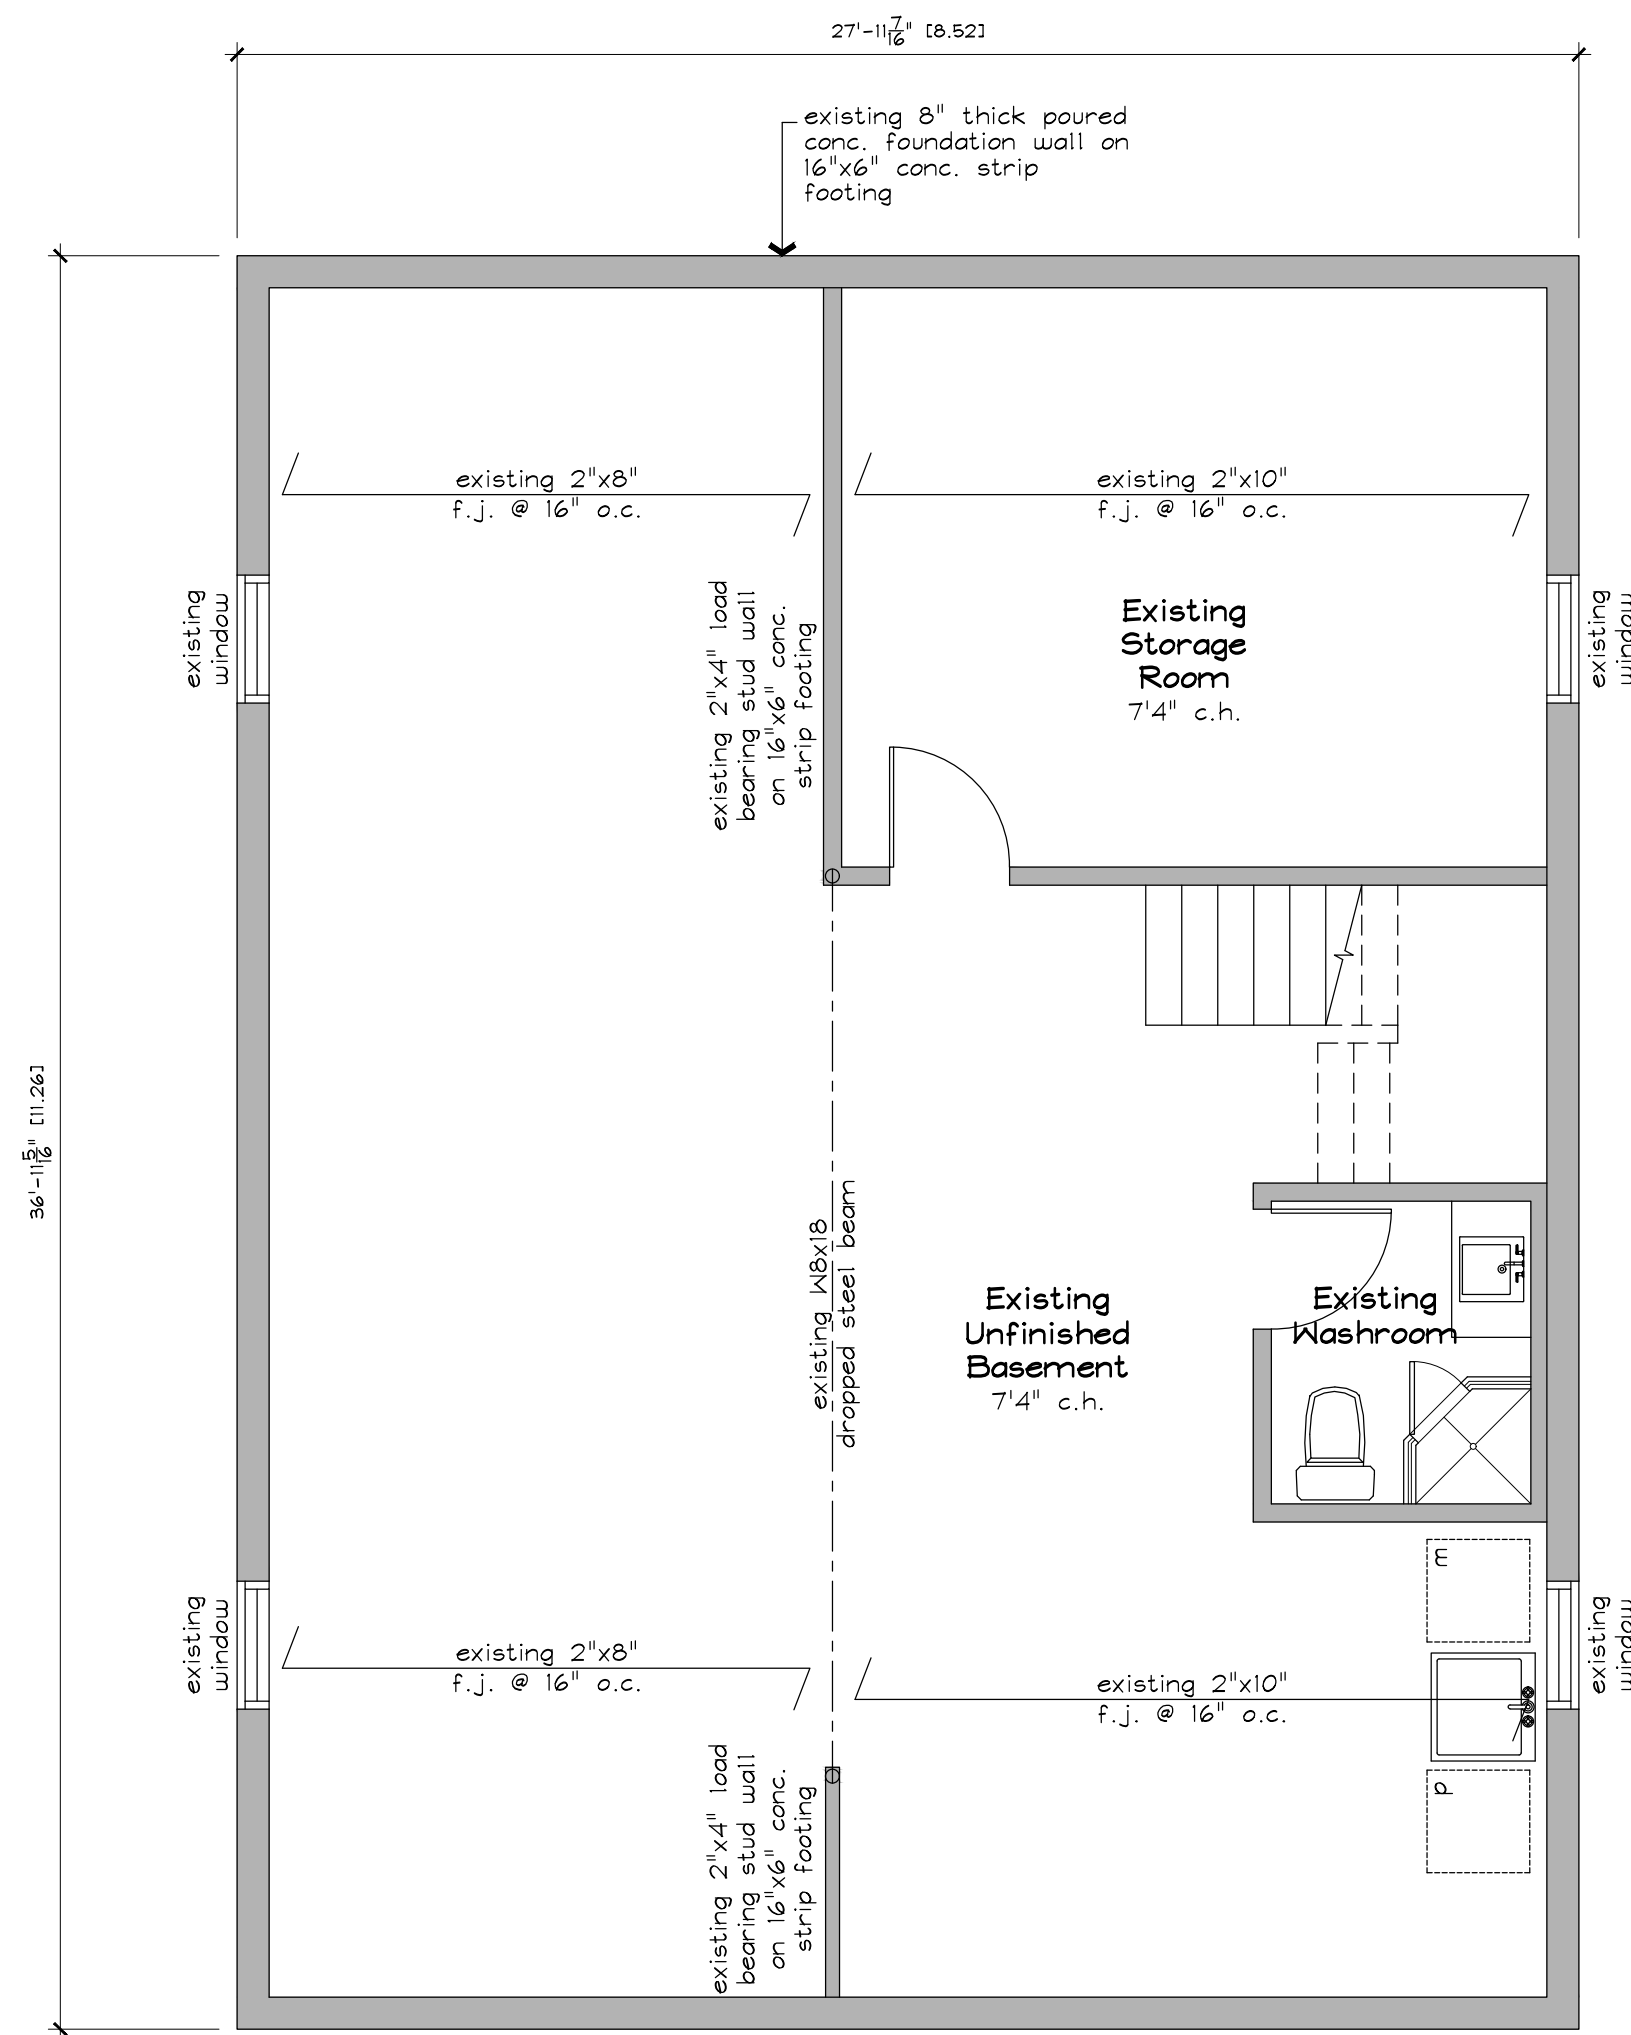 27'-11 7/16" [8.52]
existing 8" thick poured
conc. foundation wall on
16"x6" conc. strip
footing
existing 2"x8"
f.j. @ 16" o.c.
existing 2"x10"
f.j. @ 16" o.c.
existing
window
existing 2"x4" load
bearing stud wall
on 16"x6" conc.
strip footing
Existing
Storage
Room
7'4" c.h.
existing
window
36'-11 5/16" [11.26]
existing W8x18
dropped steel beam
Existing
Unfinished
Basement
7'4" c.h.
Existing
Washroom
m
existing
window
existing 2"x8"
f.j. @ 16" o.c.
existing 2"x10"
f.j. @ 16" o.c.
existing
window
existing 2"x4" load
bearing stud wall
on 16"x6" conc.
strip footing
p